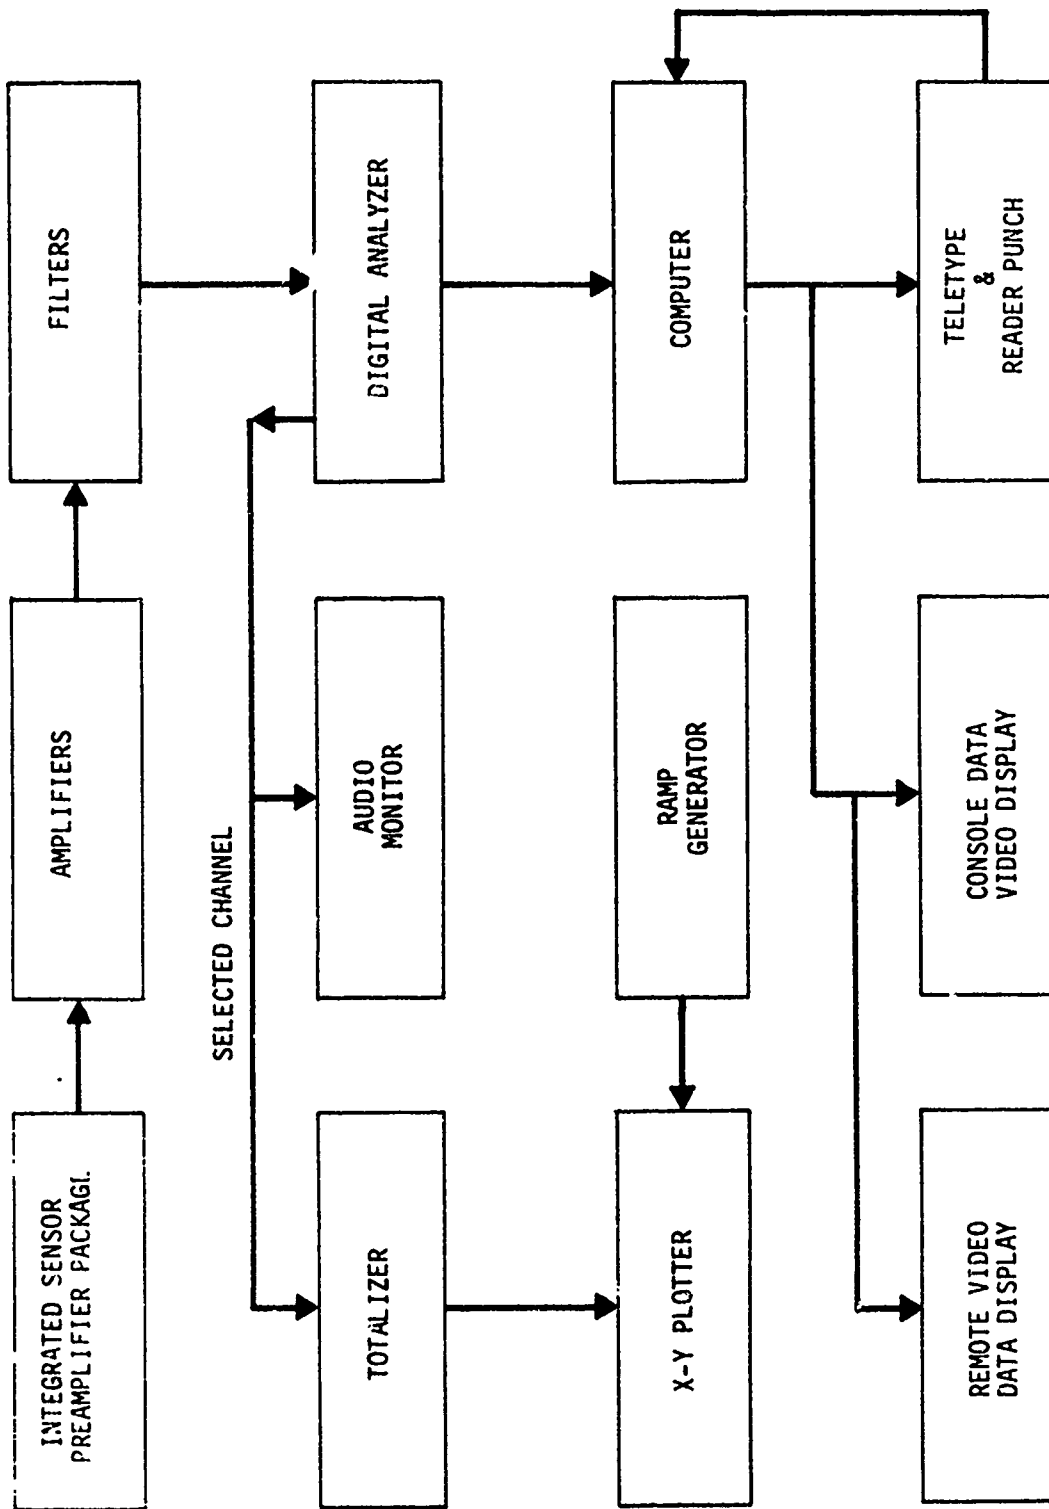 INTEGRATED SENSOR
PREAMPLIFIER PACKAGE
AMPLIFIERS
FILTERS
SELECTED CHANNEL
TOTALIZER
AUDIO
MONITOR
DIGITAL ANALYZER
X-Y PLOTTER
RAMP
GENERATOR
COMPUTER
REMOTE VIDEO
DATA DISPLAY
CONSOLE DATA
VIDEO DISPLAY
TELETYPE
&
READER PUNCH